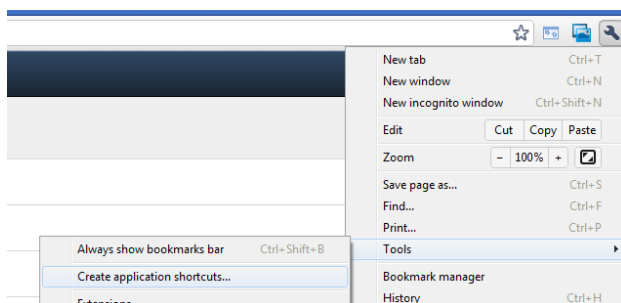 New tab Ctrl+T
New window Ctrl+N
New incognito window Ctrl+Shift+N
Edit Cut Copy Paste
Zoom - 100% +
Save page as... Ctrl+S
Find... Ctrl+F
Print... Ctrl+P
Tools
Always show bookmarks bar Ctrl+Shift+B
Create application shortcuts...
Bookmark manager
Extensions
History Ctrl+H